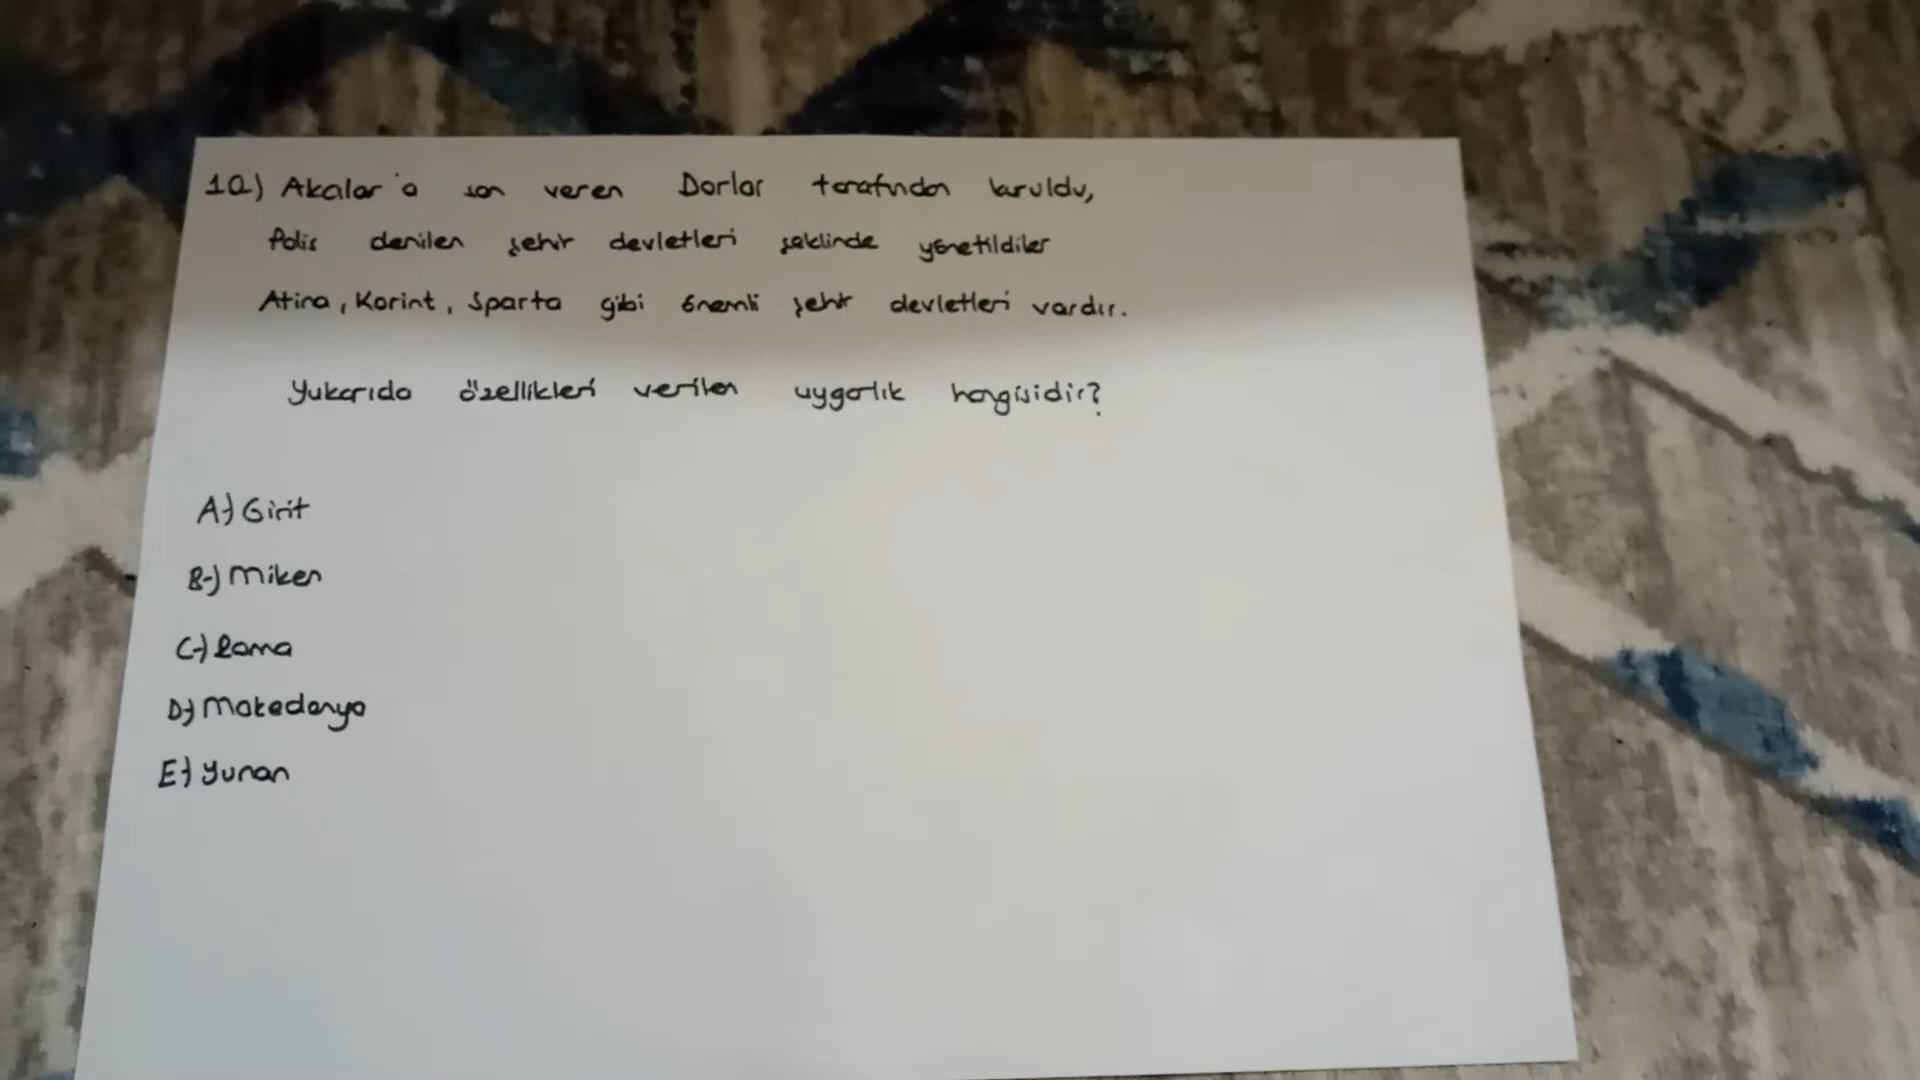 10) Akalar'a son veren Dorlar tarafından kuruldu,
Polis denilen şehir devletleri şeklinde yönetildiler
Atina, Korint, Sparta gibi önemli şehir devletleri vardır.
Yukarıda özellikleri verilen uygarlık hangisidir?
A-) Girit
B-) Miken
C-) Roma
D-) Makedonya
E-) Yunan